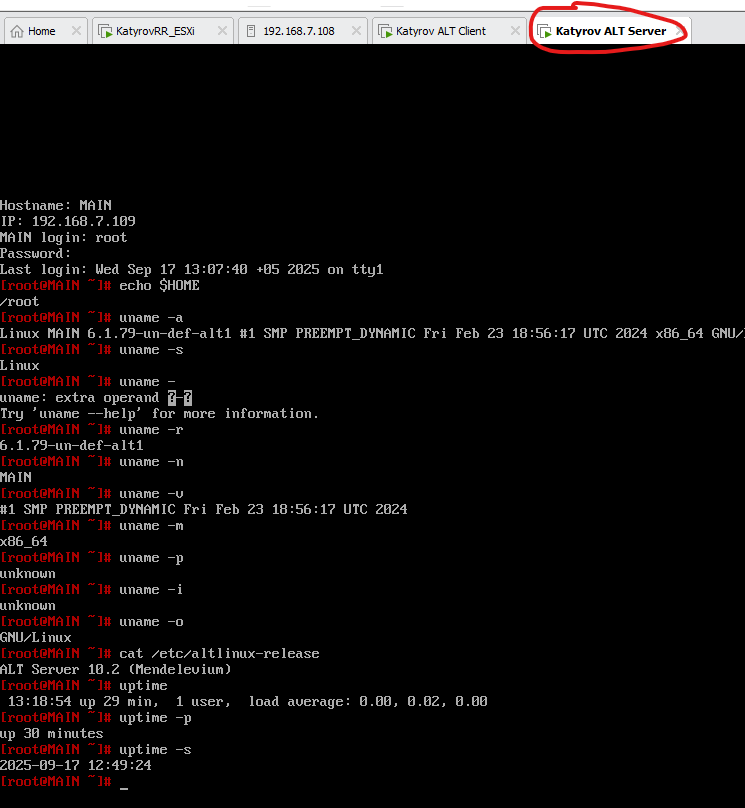 Home KatyrovRR_ESXi 192.168.7.108 Katyrov ALT Client Katyrov ALT Server
Hostname: MAIN
IP: 192.168.7.109
MAIN login: root
Password:
Last login: Wed Sep 17 13:07:40 +05 2025 on tty1
[root@MAIN ~]# echo $HOME
/root
[root@MAIN ~]# uname -a
Linux MAIN 6.1.79-un-def-alt1 #1 SMP PREEMPT_DYNAMIC Fri Feb 23 18:56:17 UTC 2024 x86_64 GNU/
[root@MAIN ~]# uname -s
Linux
[root@MAIN ~]# uname -
uname: extra operand ?-?
Try 'uname --help' for more information.
[root@MAIN ~]# uname -r
6.1.79-un-def-alt1
[root@MAIN ~]# uname -n
MAIN
[root@MAIN ~]# uname -v
#1 SMP PREEMPT_DYNAMIC Fri Feb 23 18:56:17 UTC 2024
[root@MAIN ~]# uname -m
x86_64
[root@MAIN ~]# uname -p
unknown
[root@MAIN ~]# uname -i
unknown
[root@MAIN ~]# uname -o
GNU/Linux
[root@MAIN ~]# cat /etc/altlinux-release
ALT Server 10.2 (Mendelevium)
[root@MAIN ~]# uptime
13:18:54 up 29 min, 1 user, load average: 0.00, 0.02, 0.00
[root@MAIN ~]# uptime -p
up 30 minutes
[root@MAIN ~]# uptime -s
2025-09-17 12:49:24
[root@MAIN ~]# _